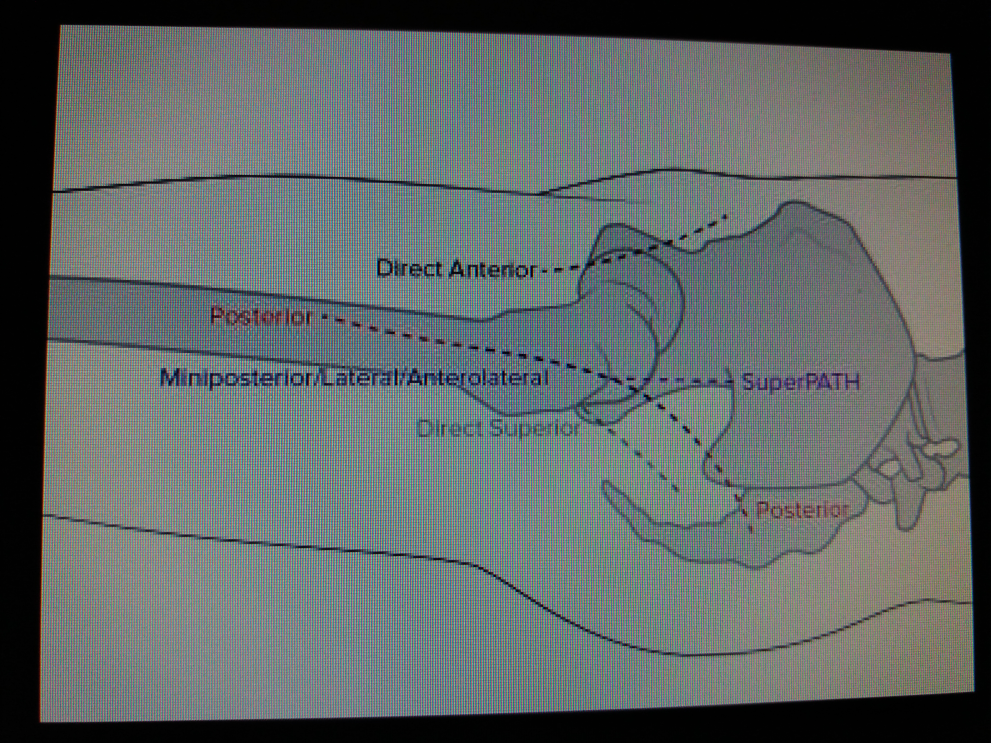 Direct Anterior
Posterior
Miniposterior/Lateral/Anterolateral
SuperPATH
Direct Superior
Posterior